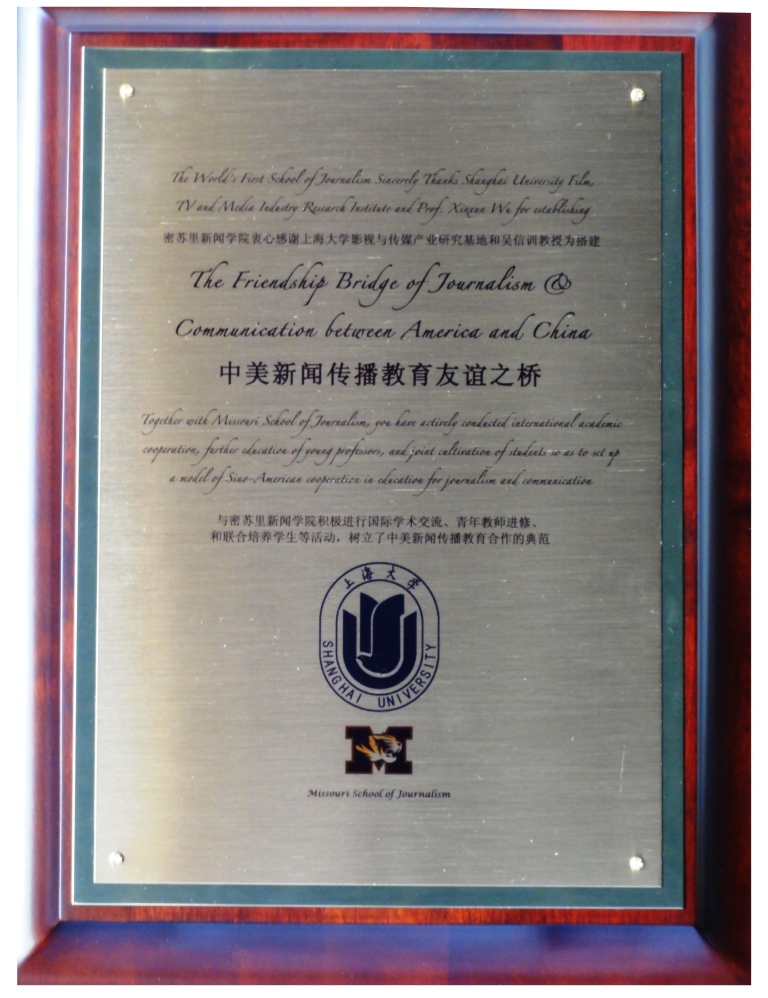 The World's First School of Journalism Sincerely Thanks Shanghai University Film,
TV and Media Industry Research Institute and Prof. Xinxun Wu for establishing
密苏里新闻学院衷心感谢上海大学影视与传媒产业研究基地和吴信训教授为搭建
The Friendship Bridge of Journalism &
Communication between America and China
中美新闻传播教育友谊之桥
Together with Missouri School of Journalism, you have actively conducted international academic
cooperation, further education of young professors, and joint cultivation of students so as to set up
a model of Sino-American cooperation in education for journalism and communication
与密苏里新闻学院积极进行国际学术交流、青年教师进修、
和联合培养学生等活动，树立了中美新闻传播教育合作的典范
上海大学
SHANGHAI UNIVERSITY
M
Missouri School of Journalism